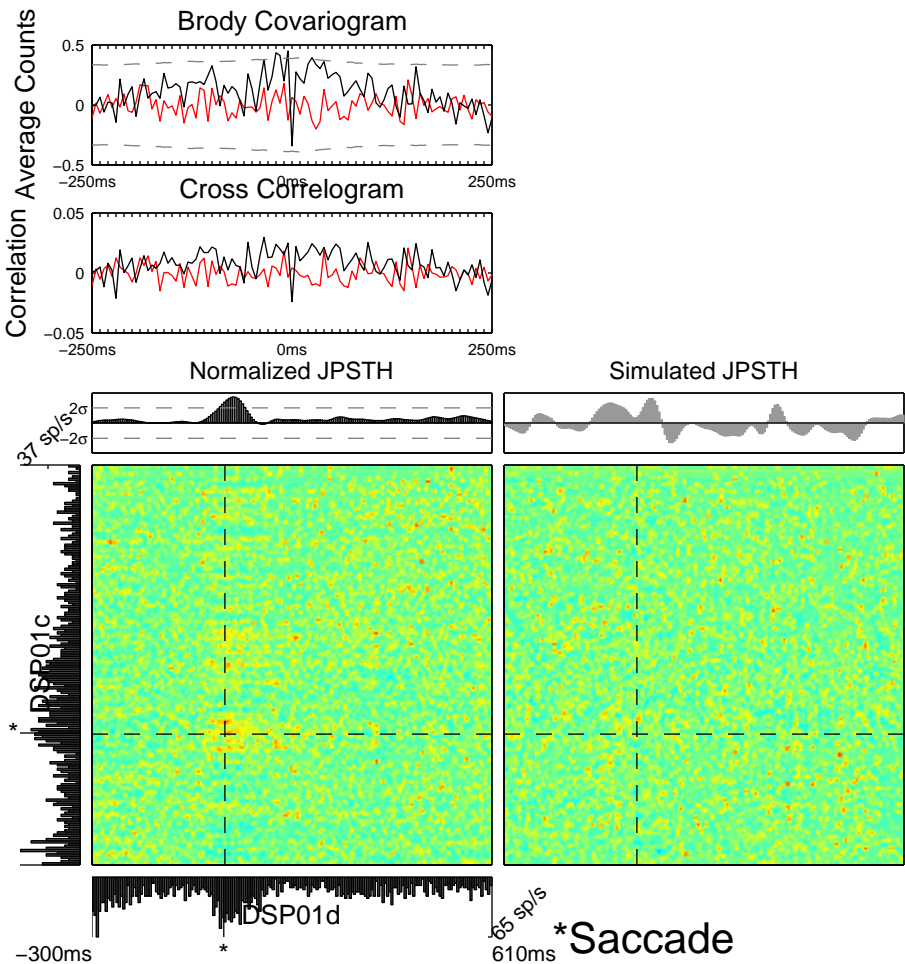 Brody Covariogram
Average Counts
0.5
0
−0.5
−250ms
0ms
250ms
Cross Correlogram
Correlation
0.05
0
−0.05
−250ms
0ms
250ms
Normalized JPSTH
Simulated JPSTH
2σ
−2σ
37 sp/s
DSP01c
*
DSP01d
65 sp/s
*
−300ms
610ms
*Saccade